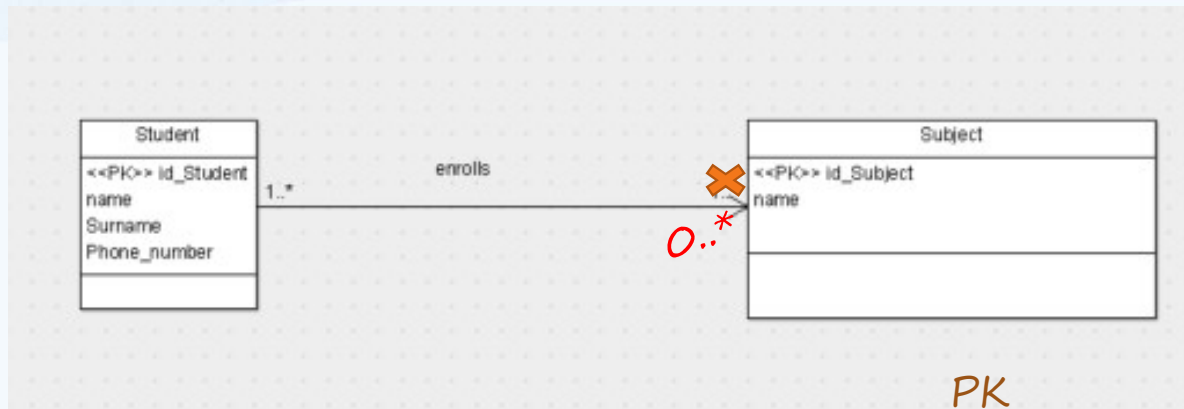 Student
<<PK>> id_Student
name
Surname
Phone_number
1..*
enrolls
0..*
Subject
<<PK>> id_Subject
name
PK